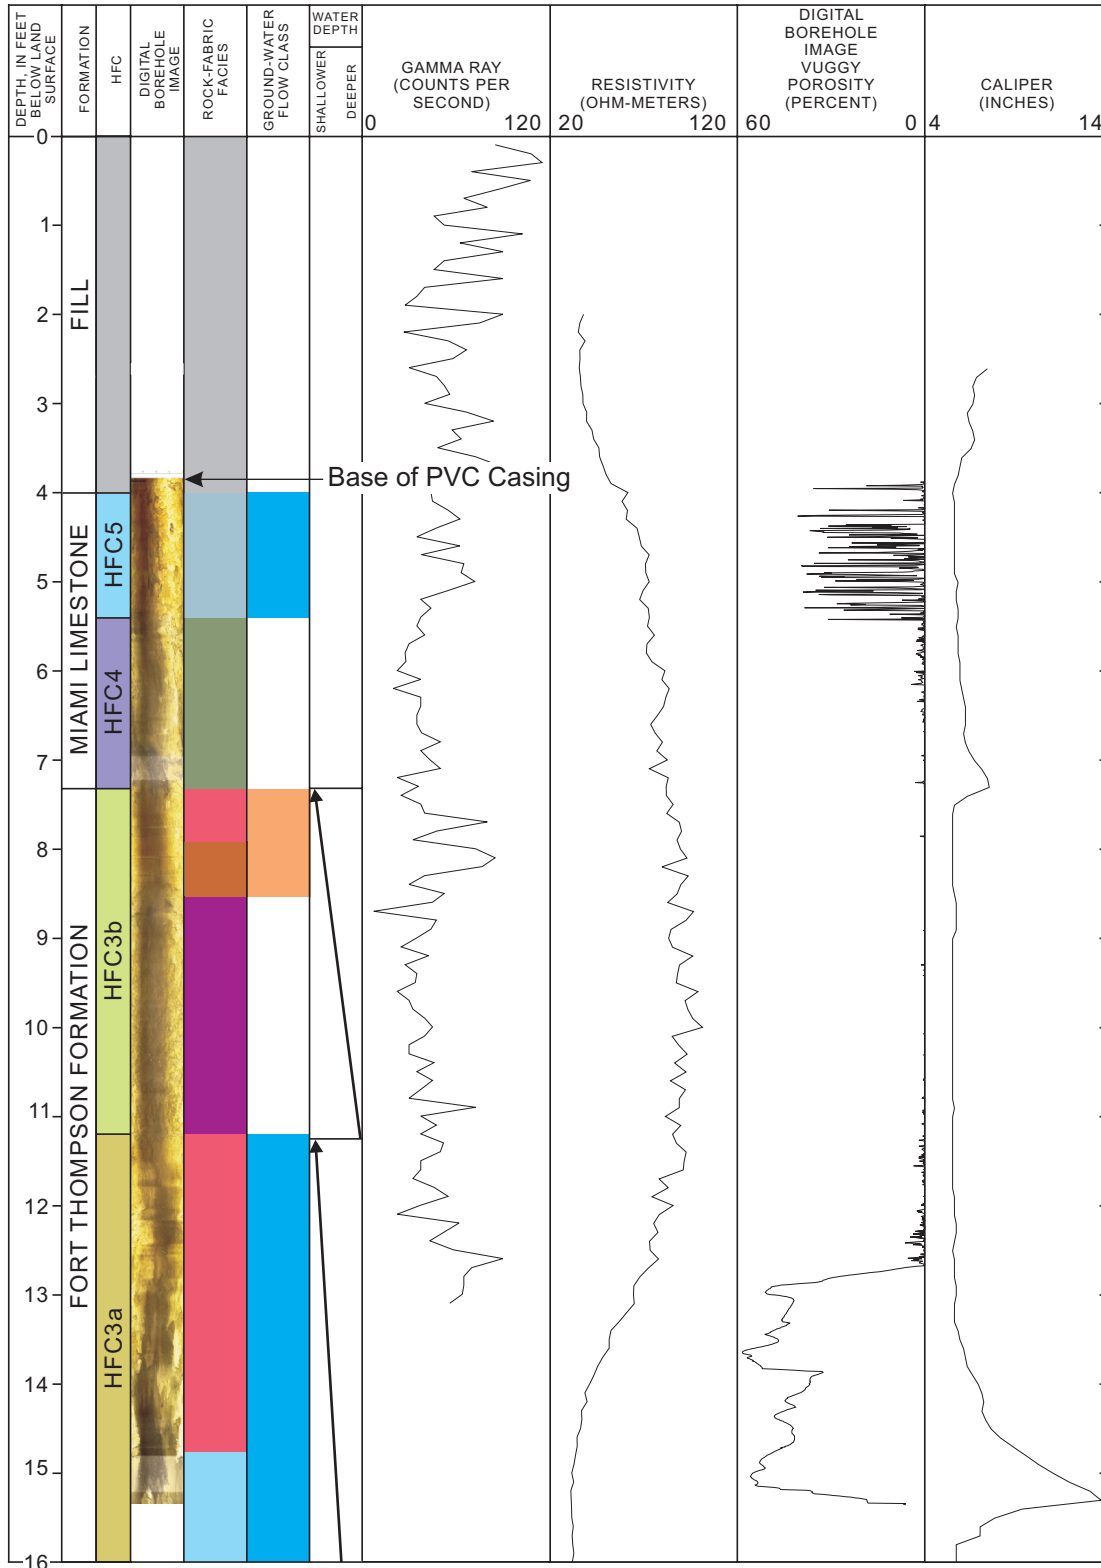 DEPTH, IN FEET
BELOW LAND
SURFACE
FORMATION
HFC
DIGITAL
BOREHOLE
IMAGE
ROCK-FABRIC
FACIES
GROUND-WATER
FLOW CLASS
WATER
DEPTH
SHALLOWER
DEEPER
GAMMA RAY
(COUNTS PER
SECOND)
0 120
RESISTIVITY
(OHM-METERS)
20 120
DIGITAL
BOREHOLE
IMAGE
VUGGY
POROSITY
(PERCENT)
60 0
CALIPER
(INCHES)
4 14
0
1
2
3
4
5
6
7
8
9
10
11
12
13
14
15
16
FILL
MIAMI LIMESTONE
FORT THOMPSON FORMATION
HFC5
HFC4
HFC3b
HFC3a
Base of PVC Casing